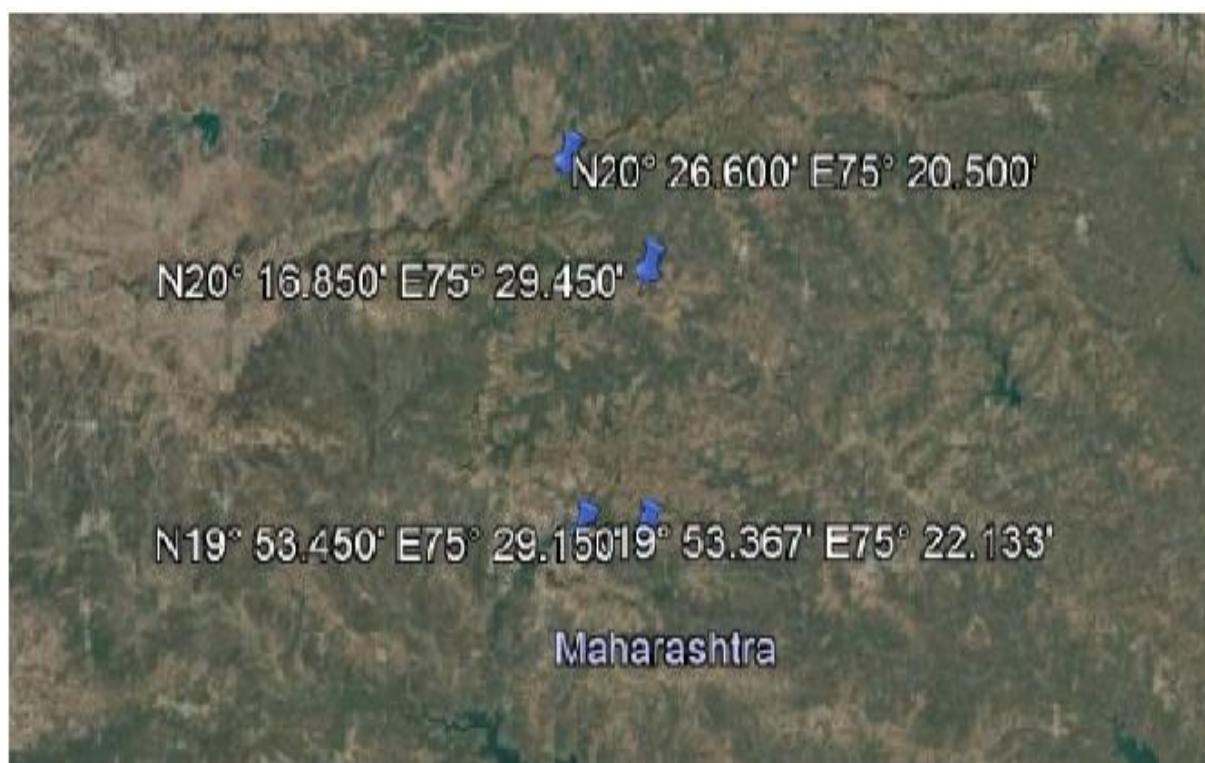 N20° 26.600' E75° 20.500'
N20° 16.850' E75° 29.450'
N19° 53.450' E75° 29.150'
19° 53.367' E75° 22.133'
Maharashtra